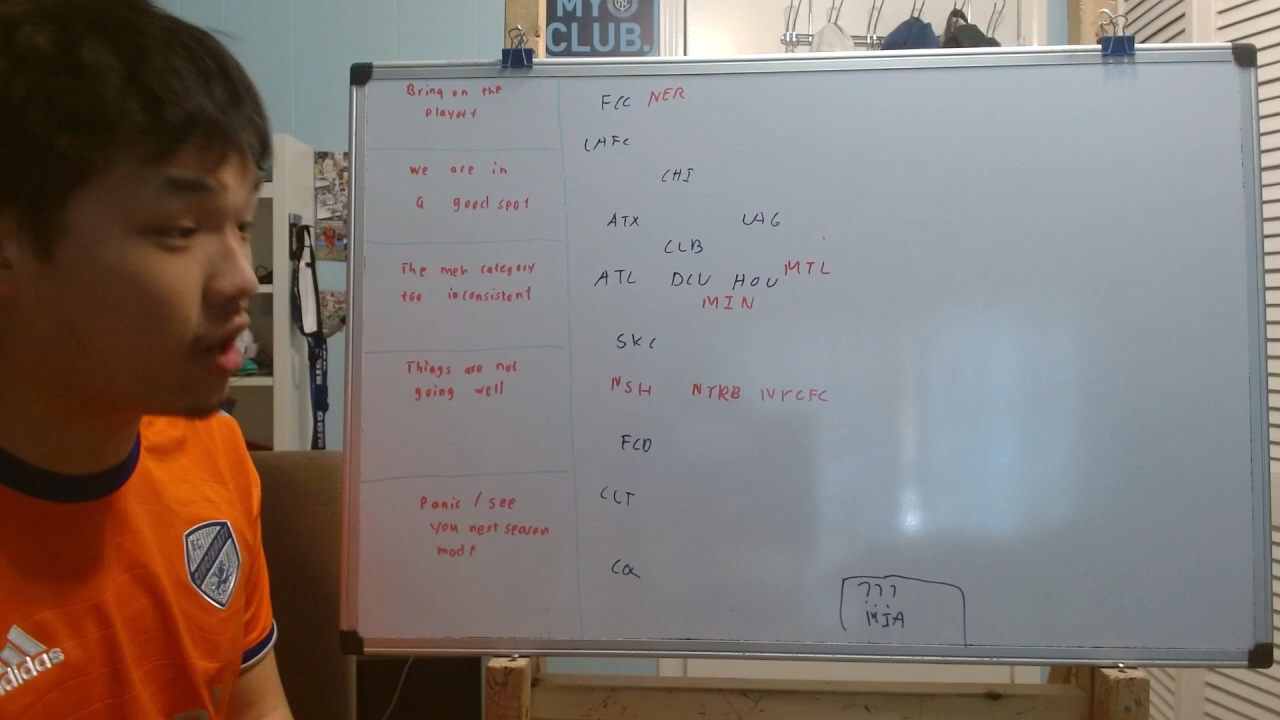 MY
CLUB.
Bring on the
playoff
FCC NER
LAFC
we are in
a good spot
CHI
ATX LAG
CLB
The meh category
too inconsistent
ATL DCU HOU MTL
MIN
SKC
Things are not
going well
NSH NYRB NYCFC
FCD
Panic / see
you next season
mode
CLT
COL
???
MIA
adidas